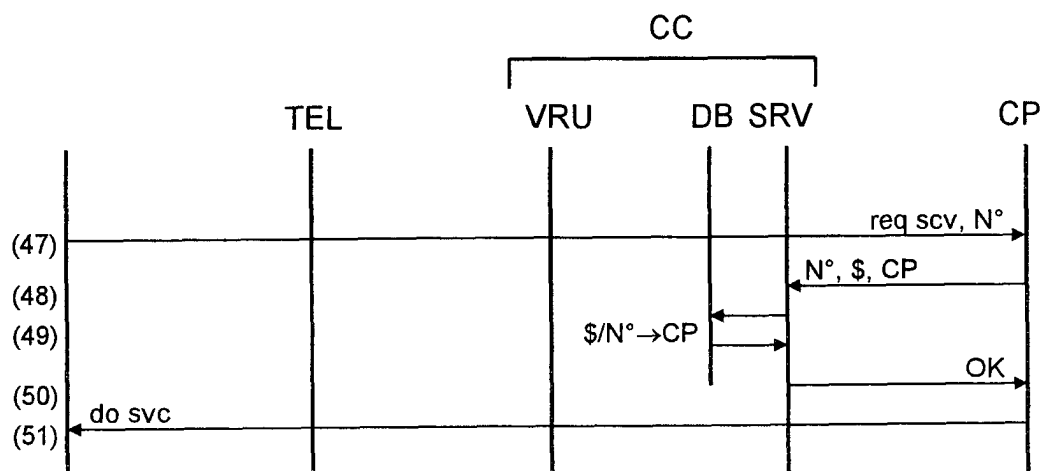 CC
TEL VRU DB SRV CP
(47) req scv, N°
(48) N°, $, CP
(49) $/N°→CP
(50) OK
(51) do svc